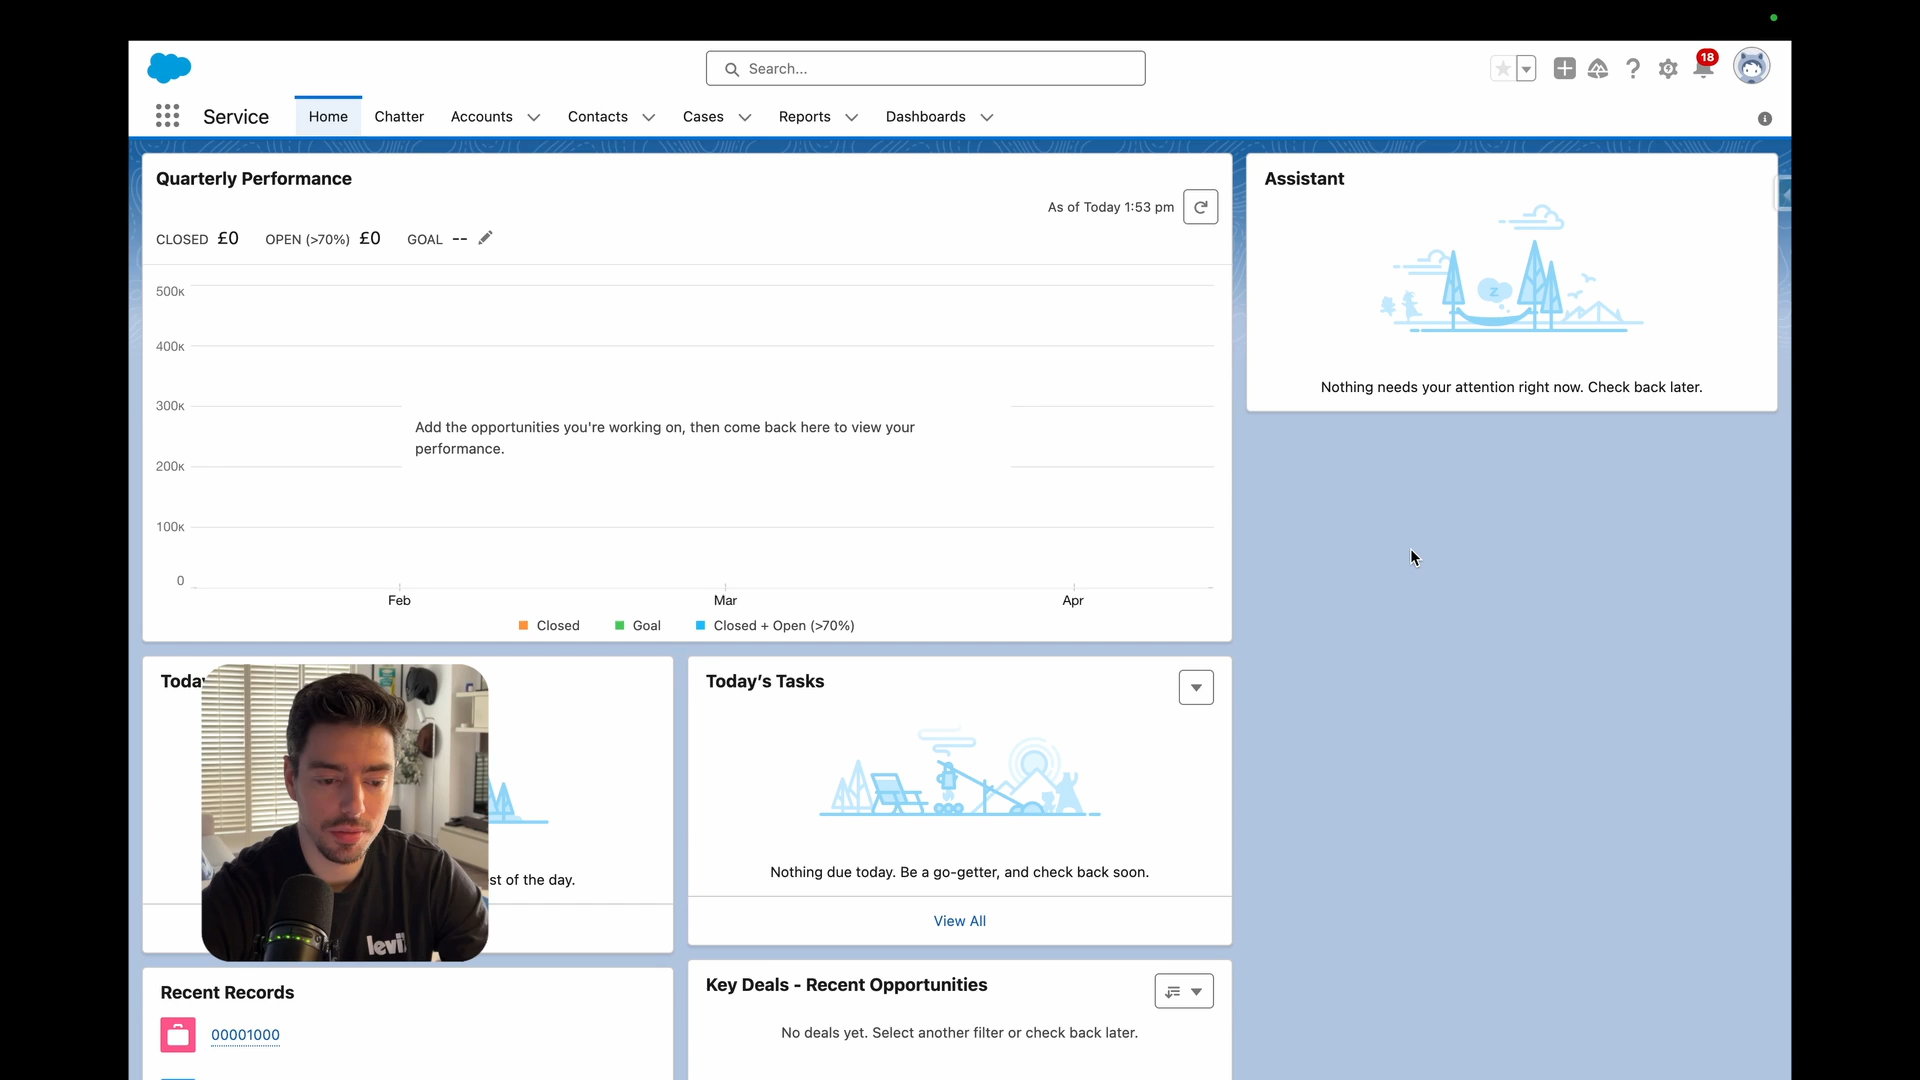 Search...
18
Service
Home
Chatter
Accounts
Contacts
Cases
Reports
Dashboards
Quarterly Performance
As of Today 1:53 pm
CLOSED £0 OPEN (>70%) £0 GOAL --
500K
400K
300K
200K
100K
0
Add the opportunities you're working on, then come back here to view your
performance.
Feb
Mar
Apr
Closed
Goal
Closed + Open (>70%)
Assistant
z
Nothing needs your attention right now. Check back later.
st of the day.
Today's Tasks
Nothing due today. Be a go-getter, and check back soon.
View All
Recent Records
00001000
Key Deals - Recent Opportunities
No deals yet. Select another filter or check back later.